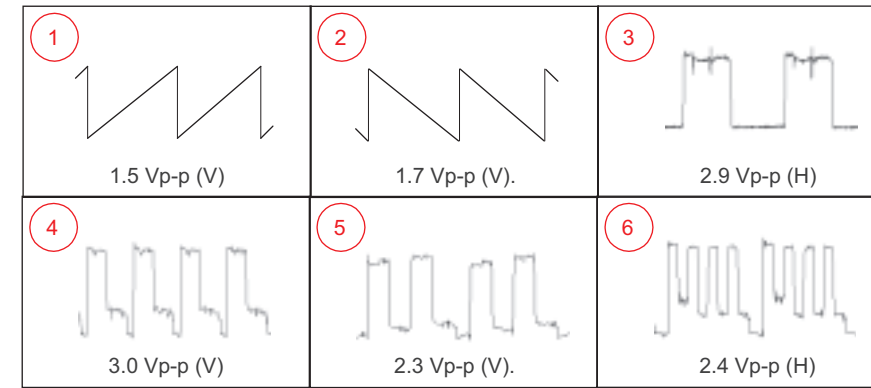 1
1.5 Vp-p (V)
2
1.7 Vp-p (V).
3
2.9 Vp-p (H)
4
3.0 Vp-p (V)
5
2.3 Vp-p (V).
6
2.4 Vp-p (H)